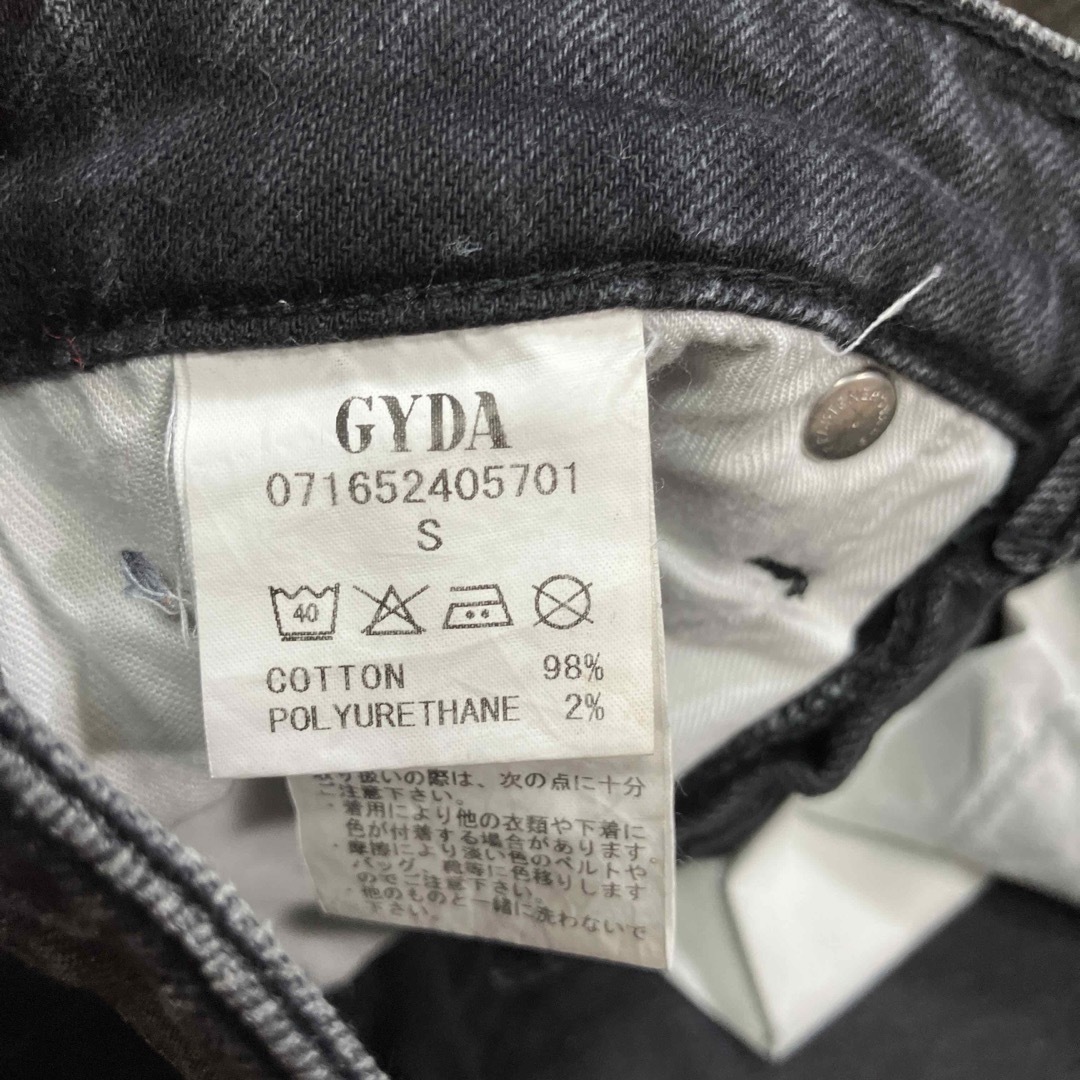 GYDA
071652405701
S
40
COTTON 98%
POLYURETHANE 2%
取り扱いの際は、次の点に十分
ご注意下さい。
・着用により他の衣類や下着に
色が付着する場合があります。
・摩擦により淡い色のベルトや
バッグ、靴等に色移りします
のでご注意下さい。
・他のものと一緒に洗わないで
下さい。